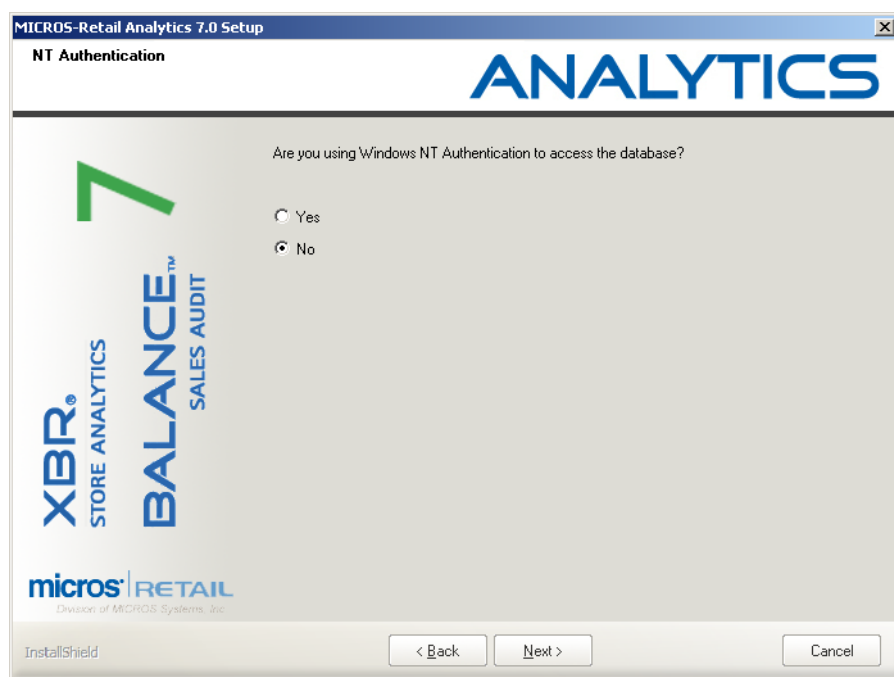 MICROS-Retail Analytics 7.0 Setup
NT Authentication
ANALYTICS
Are you using Windows NT Authentication to access the database?
Yes
No
7
XBR®
STORE ANALYTICS
BALANCE™
SALES AUDIT
micros® RETAIL
Division of MICROS Systems, Inc
InstallShield
< Back
Next >
Cancel